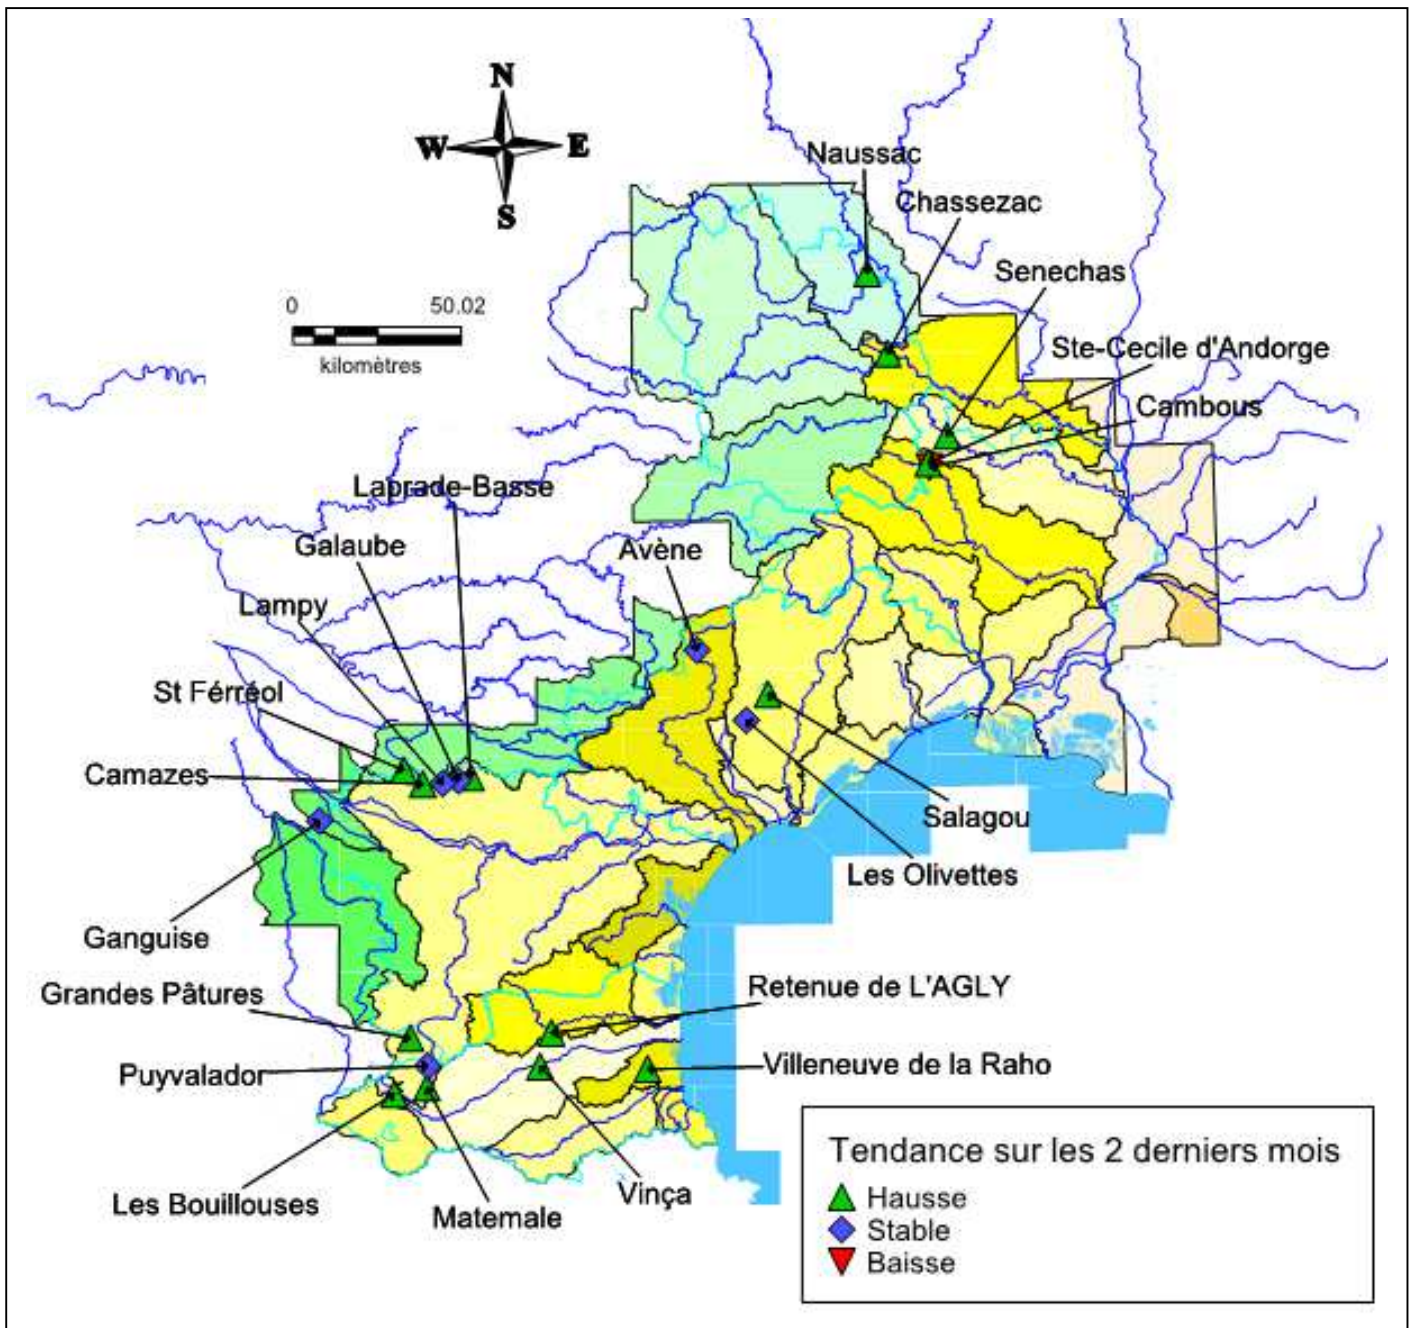 N
W
E
S
Naussac
Chassezac
Senechas
0 50.02
kilomètres
Ste-Cecile d'Andorge
Cambous
Laprade-Basse
Galaube
Avène
Lampy
St Férréol
Camazes
Salagou
Les Olivettes
Ganguise
Grandes Pâtures
Retenue de L'AGLY
Puyvalador
Villeneuve de la Raho
Les Bouillouses
Matemale
Vinça
Tendance sur les 2 derniers mois
Hausse
Stable
Baisse